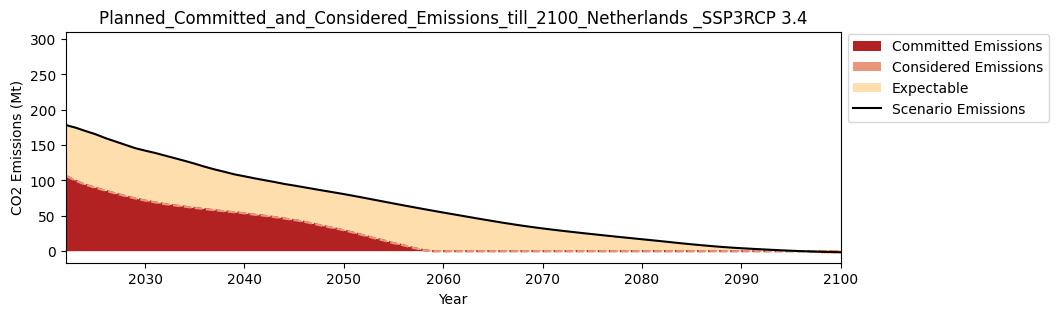 Planned_Committed_and_Considered_Emissions_till_2100_Netherlands _SSP3RCP 3.4
300
250
200
150
100
50
0
CO2 Emissions (Mt)
2030 2040 2050 2060 2070 2080 2090 2100
Year
Committed Emissions
Considered Emissions
Expectable
Scenario Emissions